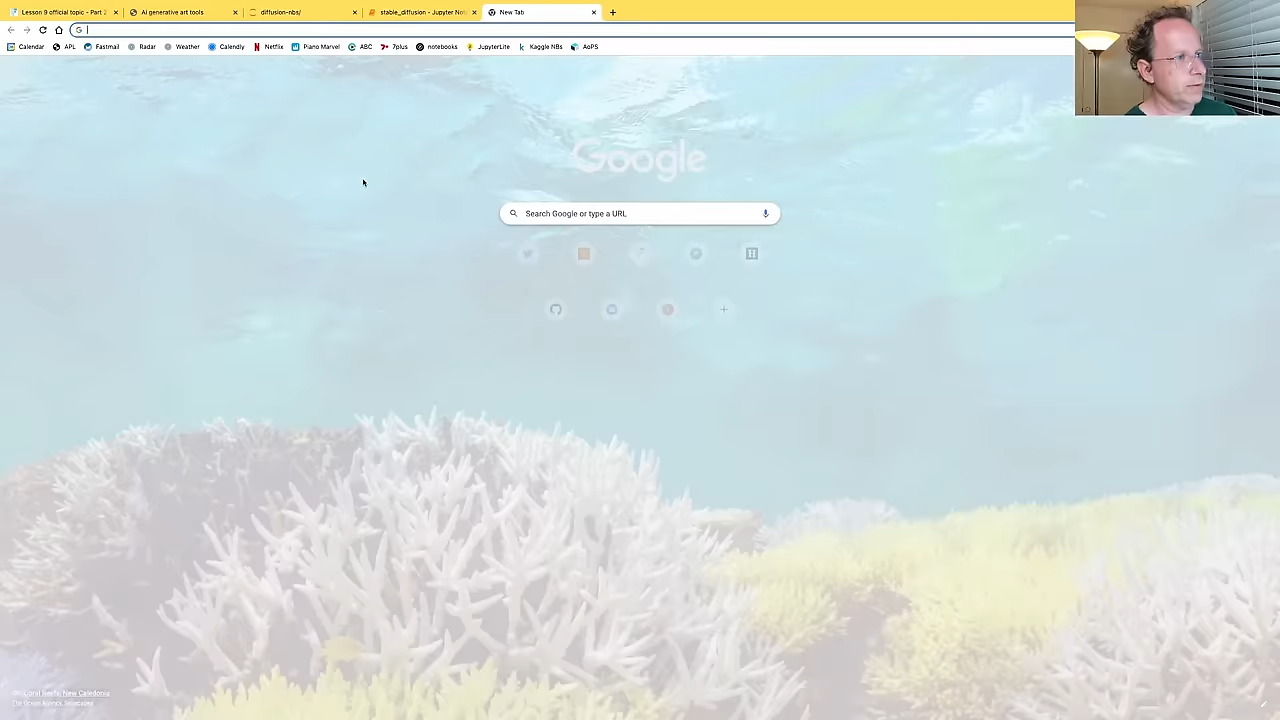 Lesson 9 official topic - Part 2
Ai generative art tools
diffusion-nbs/
stable_diffusion - Jupyter Not
New Tab
Calendar
APL
Fastmail
Radar
Weather
Calendly
Netflix
Piano Marvel
ABC
7plus
notebooks
JupyterLite
Kaggle NBs
AoPS
Google
Search Google or type a URL
Coral Reefs, New Caledonia
The Ocean Agency, Seascapes